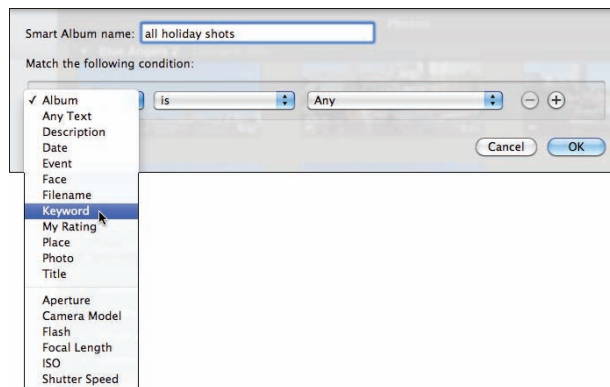 Smart Album name: all holiday shots
Match the following condition:
✓ Album is Any
Any Text
Description
Date
Event
Face
Filename
Keyword
My Rating
Place
Photo
Title
Cancel OK
Aperture
Camera Model
Flash
Focal Length
ISO
Shutter Speed